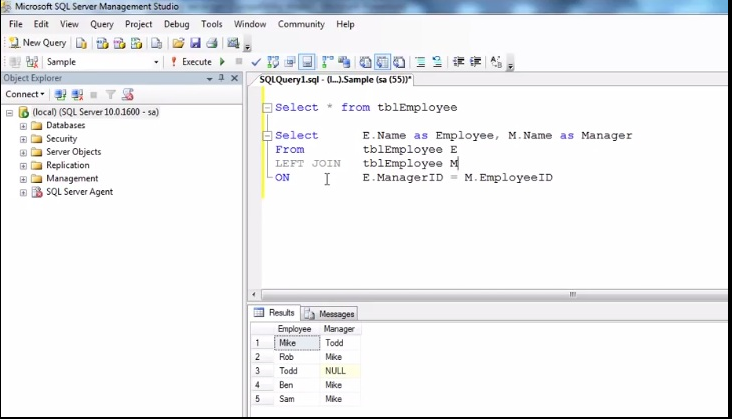 Microsoft SQL Server Management Studio
File Edit View Query Project Debug Tools Window Community Help
New Query
Sample Execute
Object Explorer
SQLQuery1.sql - (l...).Sample (sa (55))*
Connect
(local) (SQL Server 10.0.1600 - sa)
Databases
Security
Server Objects
Replication
Management
SQL Server Agent
Select * from tblEmployee
Select E.Name as Employee, M.Name as Manager
From tblEmployee E
LEFT JOIN tblEmployee M
ON E.ManagerID = M.EmployeeID
Results Messages
Employee Manager
1 Mike Todd
2 Rob Mike
3 Todd NULL
4 Ben Mike
5 Sam Mike